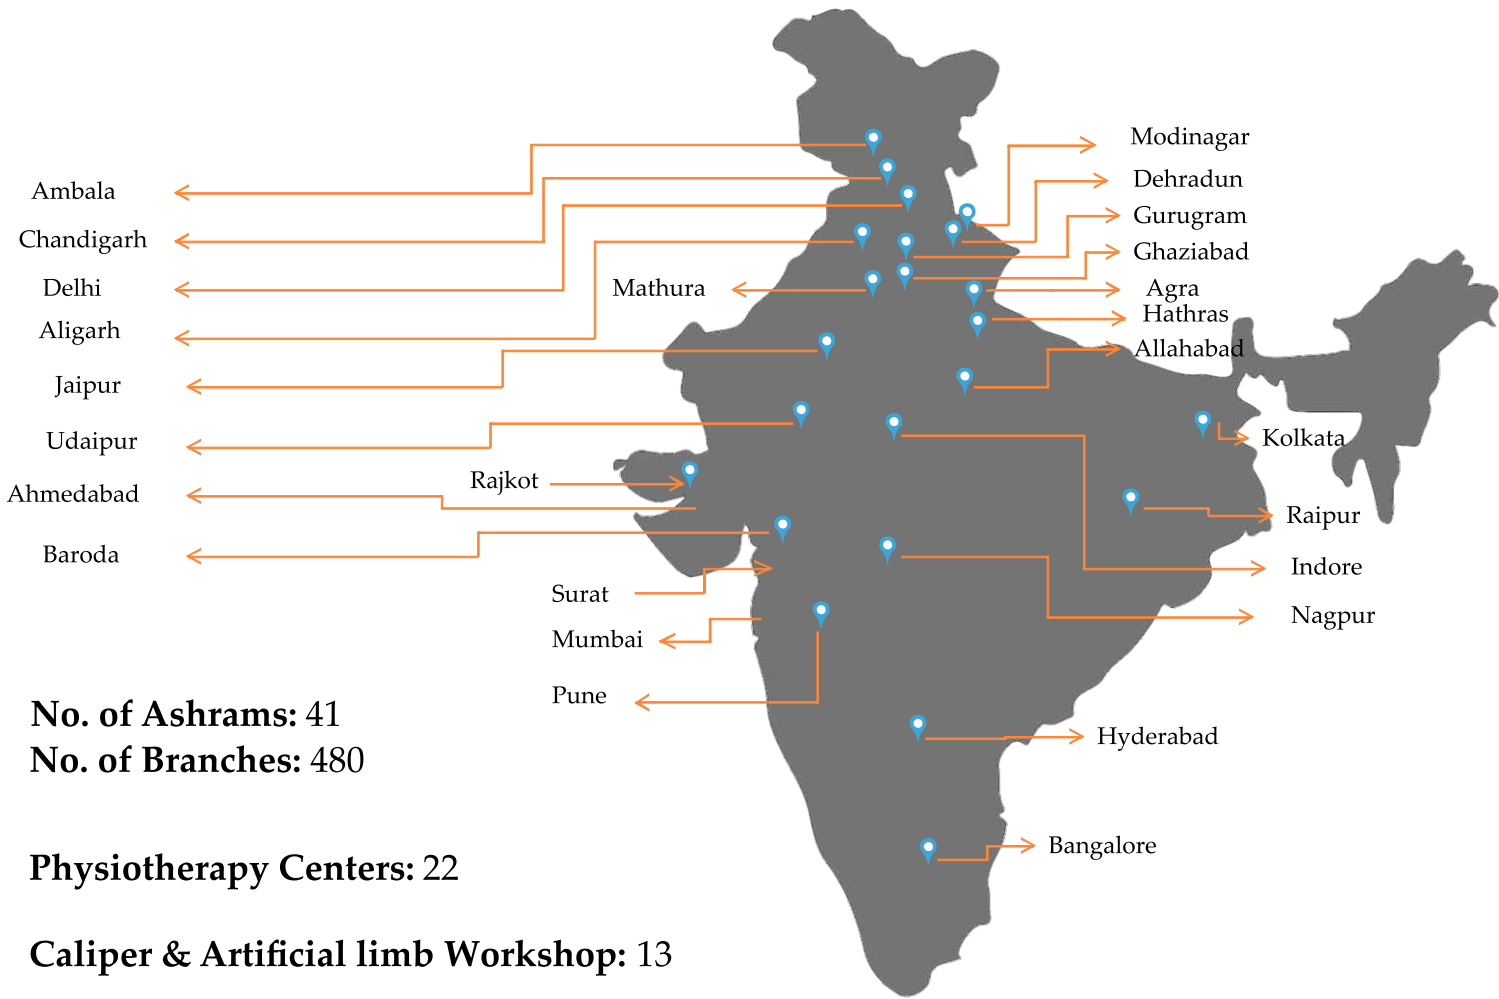 Ambala
Chandigarh
Delhi
Aligarh
Jaipur
Udaipur
Ahmedabad
Baroda
Mathura
Rajkot
Surat
Mumbai
Pune
Modinagar
Dehradun
Gurugram
Ghaziabad
Agra
Hathras
Allahabad
Kolkata
Raipur
Indore
Nagpur
Hyderabad
Bangalore
No. of Ashrams: 41
No. of Branches: 480
Physiotherapy Centers: 22
Caliper & Artificial limb Workshop: 13